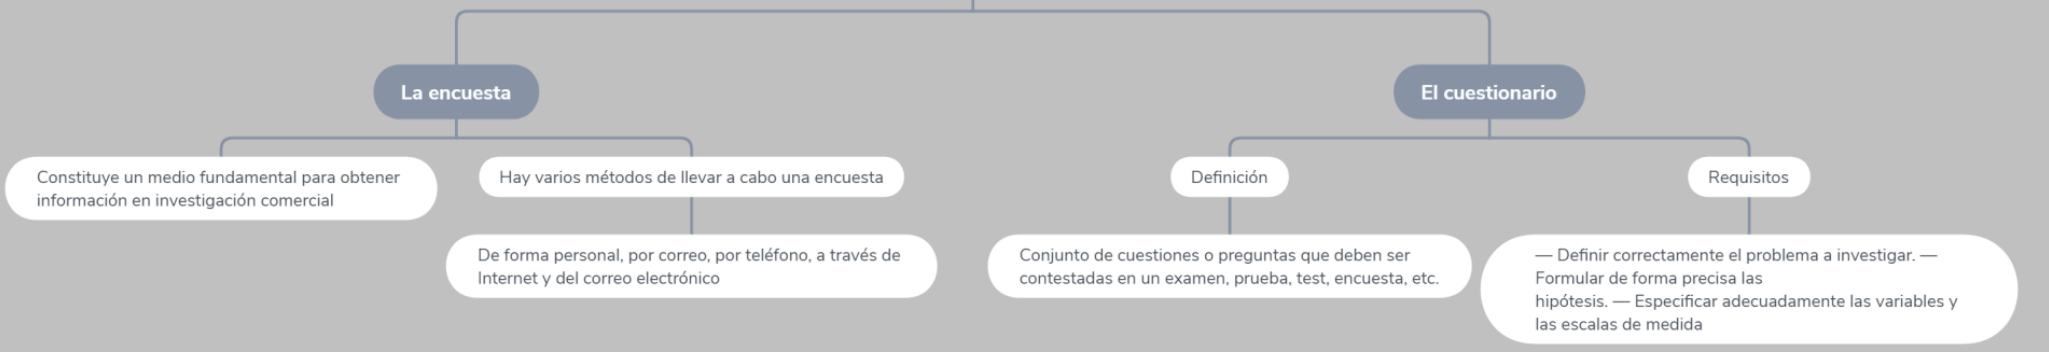 La encuesta
El cuestionario
Constituye un medio fundamental para obtener
información en investigación comercial
Hay varios métodos de llevar a cabo una encuesta
Definición
Requisitos
De forma personal, por correo, por teléfono, a través de
Internet y del correo electrónico
Conjunto de cuestiones o preguntas que deben ser
contestadas en un examen, prueba, test, encuesta, etc.
— Definir correctamente el problema a investigar. —
Formular de forma precisa las
hipótesis. — Especificar adecuadamente las variables y
las escalas de medida